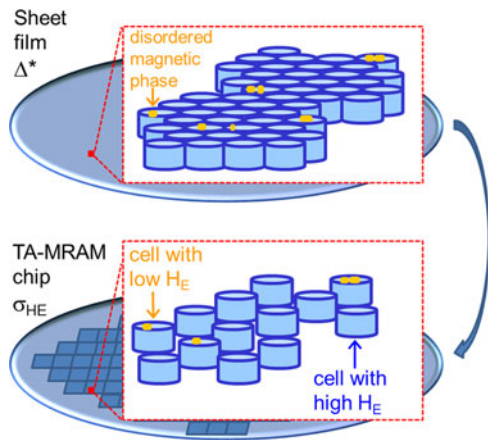 Sheet
film
Δ*
disordered
magnetic
phase
TA-MRAM
chip
σHE
cell with
low HE
cell with
high HE